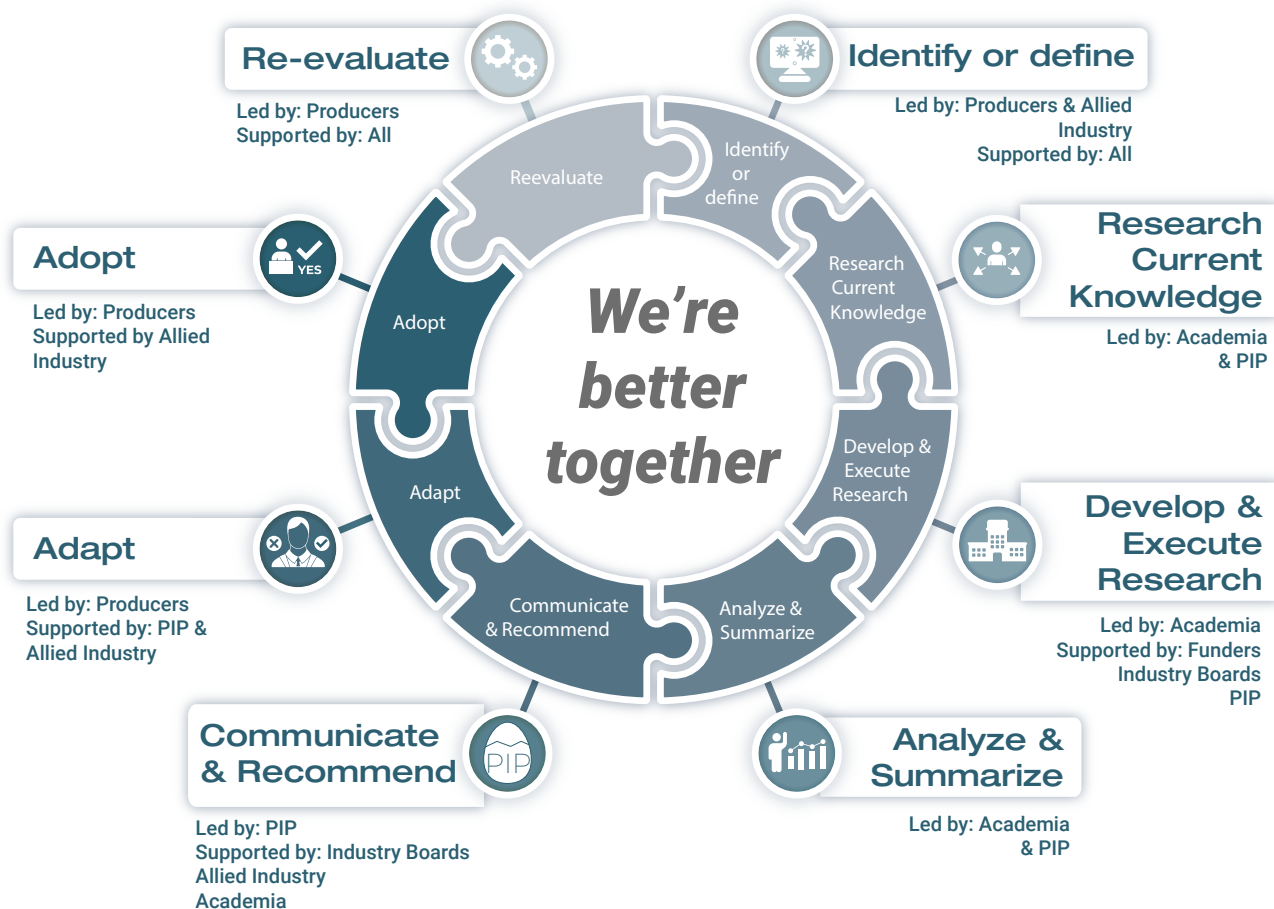 Re-evaluate
Led by: Producers
Supported by: All
Identify or define
Led by: Producers & Allied
Industry
Supported by: All
Research
Current
Knowledge
Led by: Academia
& PIP
Develop &
Execute
Research
Led by: Academia
Supported by: Funders
Industry Boards
PIP
Analyze &
Summarize
Led by: Academia
& PIP
Communicate
& Recommend
PIP
Led by: PIP
Supported by: Industry Boards
Allied Industry
Academia
Adapt
Led by: Producers
Supported by: PIP &
Allied Industry
Adopt
YES
Led by: Producers
Supported by Allied
Industry
Reevaluate
Identify
or
define
Research
Current
Knowledge
Develop &
Execute
Research
Analyze &
Summarize
Communicate
& Recommend
Adapt
Adopt
We're
better
together